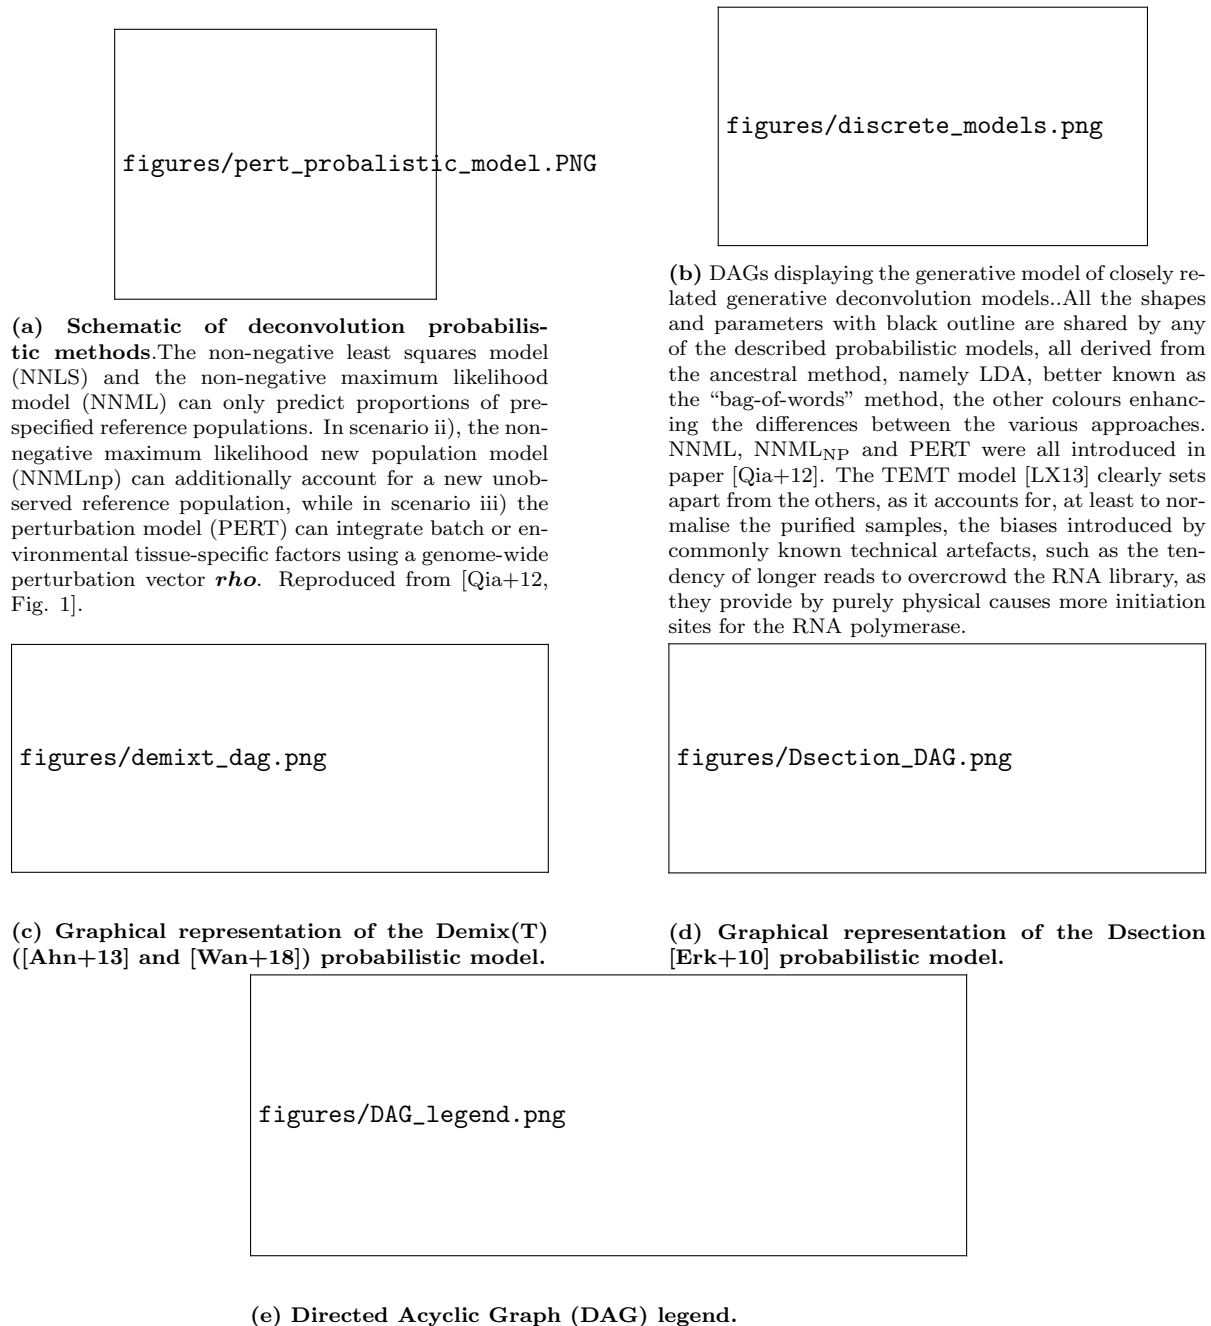 figures/pert_probalistic_model.PNG
(a) Schematic of deconvolution probabilis-
tic methods.The non-negative least squares model
(NNLS) and the non-negative maximum likelihood
model (NNML) can only predict proportions of pre-
specified reference populations. In scenario ii), the non-
negative maximum likelihood new population model
(NNMLnp) can additionally account for a new unob-
served reference population, while in scenario iii) the
perturbation model (PERT) can integrate batch or en-
vironmental tissue-specific factors using a genome-wide
perturbation vector rho. Reproduced from [Qia+12,
Fig. 1].
figures/discrete_models.png
(b) DAGs displaying the generative model of closely re-
lated generative deconvolution models..All the shapes
and parameters with black outline are shared by any
of the described probabilistic models, all derived from
the ancestral method, namely LDA, better known as
the “bag-of-words” method, the other colours enhanc-
ing the differences between the various approaches.
NNML, NNMLNP and PERT were all introduced in
paper [Qia+12]. The TEMT model [LX13] clearly sets
apart from the others, as it accounts for, at least to nor-
malise the purified samples, the biases introduced by
commonly known technical artefacts, such as the ten-
dency of longer reads to overcrowd the RNA library, as
they provide by purely physical causes more initiation
sites for the RNA polymerase.
figures/demixt_dag.png
(c) Graphical representation of the Demix(T)
([Ahn+13] and [Wan+18]) probabilistic model.
figures/Dsection_DAG.png
(d) Graphical representation of the Dsection
[Erk+10] probabilistic model.
figures/DAG_legend.png
(e) Directed Acyclic Graph (DAG) legend.